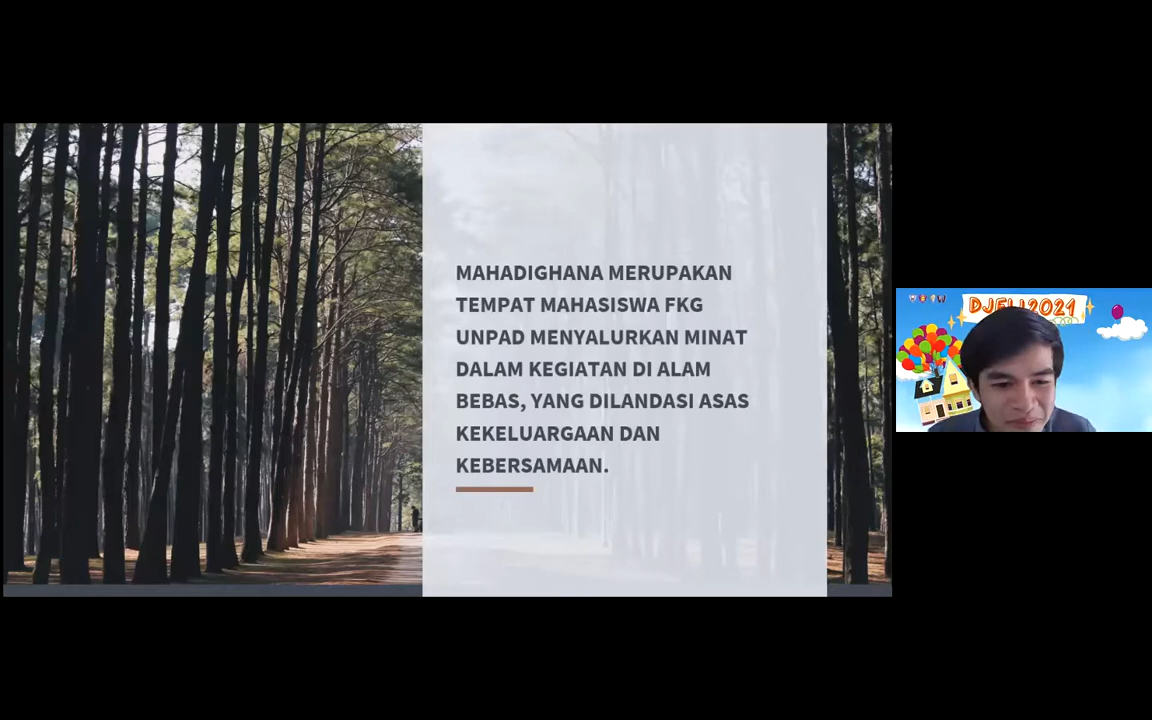 MAHADIGHANA MERUPAKAN
TEMPAT MAHASISWA FKG
UNPAD MENYALURKAN MINAT
DALAM KEGIATAN DI ALAM
BEBAS, YANG DILANDASI ASAS
KEKELUARGAAN DAN
KEBERSAMAAN.
DJELI2021